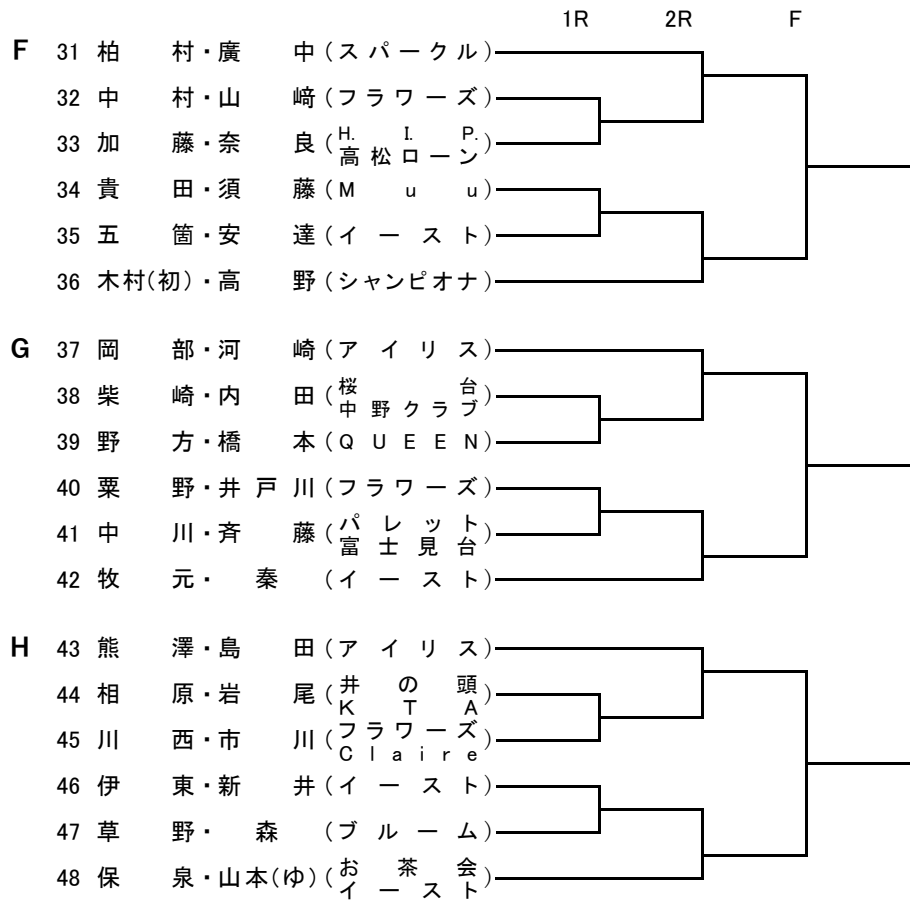 1R 2R F
F 31 柏村・廣中(スパークル)
32 中村・山﨑(フラワーズ)
33 加藤・奈良(H.I.P.
高松ローン)
34 貴田・須藤(Muu)
35 五箇・安達(イースト)
36 木村(初)・高野(シャンピオナ)
G 37 岡部・河崎(アイリス)
38 柴崎・内田(桜台
中野クラブ)
39 野方・橋本(QUEEN)
40 粟野・井戸川(フラワーズ)
41 中川・斉藤(パレット
富士見台)
42 牧元・秦(イースト)
H 43 熊澤・島田(アイリス)
44 相原・岩尾(井の頭
KTA)
45 川西・市川(フラワーズ
Claire)
46 伊東・新井(イースト)
47 草野・森(ブルーム)
48 保泉・山本(ゆ)(お茶会
イースト)